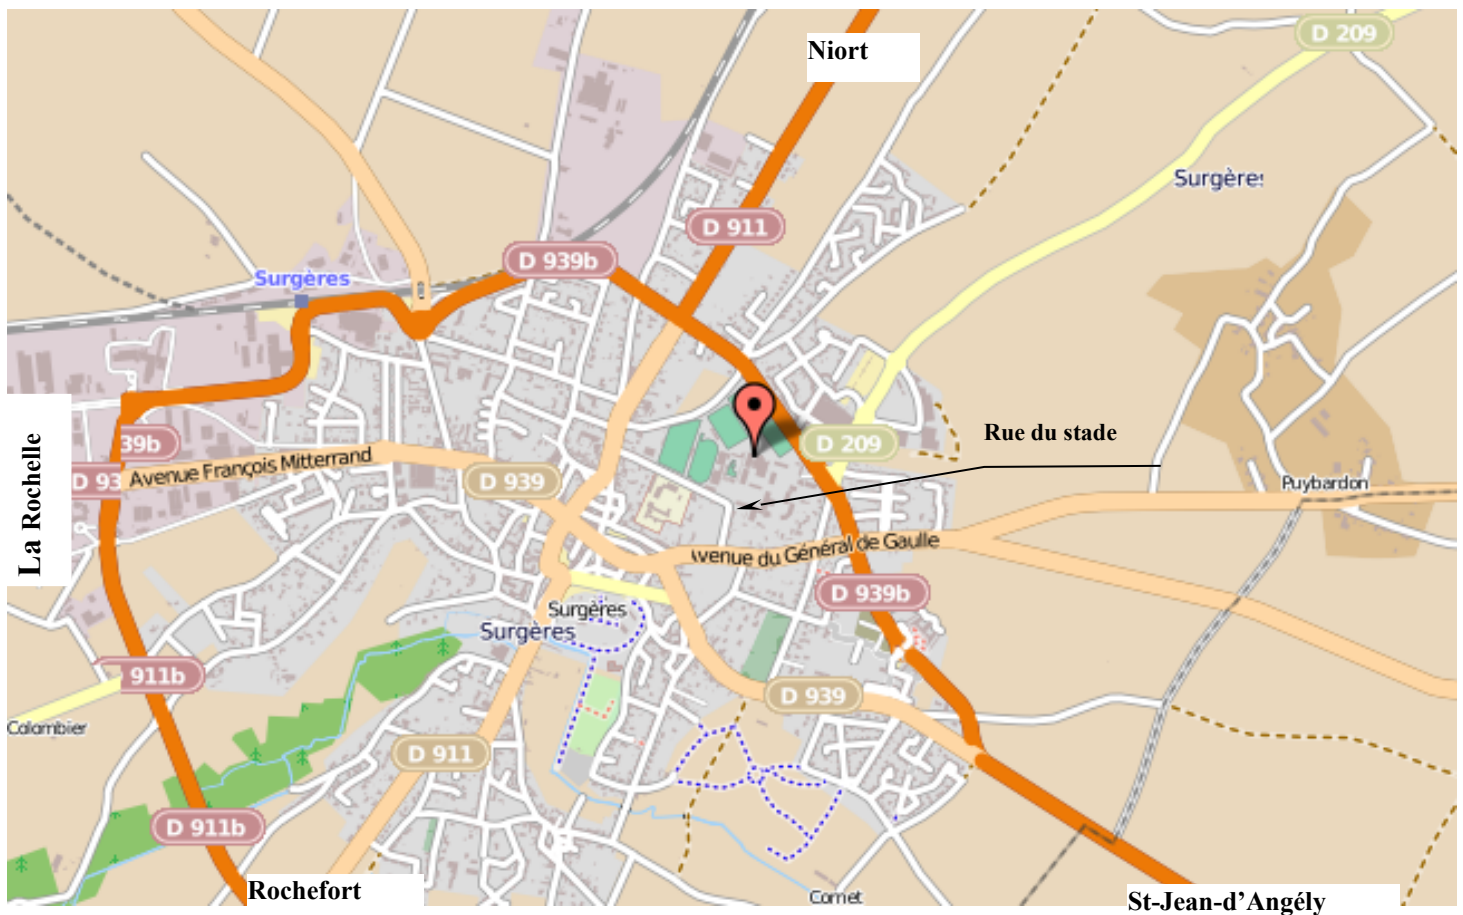 Niort
D 209
Surgère
D 911
D 939b
Surgères
La Rochelle
39b
D 93
Avenue François Mitterrand
D 939
D 209
Rue du stade
Puybardon
venue du Général de Gaulle
D 939b
Surgères
Surgères
911b
D 939
Colombier
D 911
D 911b
Rochefort
Cornet
St-Jean-d'Angély